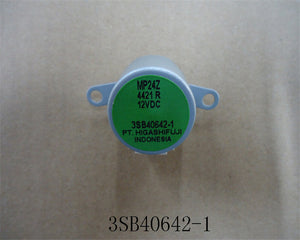 MP24Z
4421 R
12VDC
3SB40642-1
PT. HIGASHIFUJI
INDONESIA
3SB40642-1